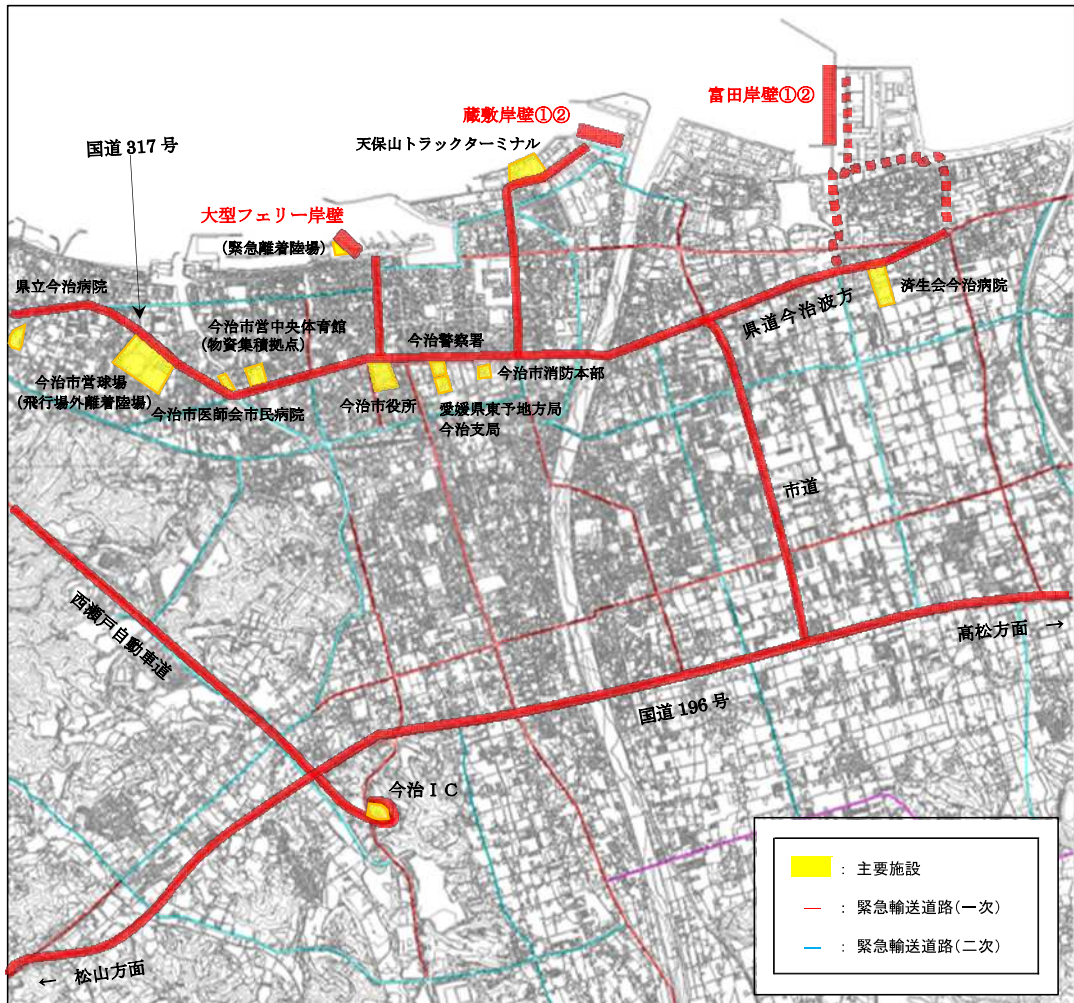 富田岸壁①②
蔵敷岸壁①②
天保山トラックターミナル
国道 317 号
大型フェリー岸壁
(緊急離着陸場)
県立今治病院
済生会今治病院
県道今治波方
今治市営中央体育館
(物資集積拠点)
今治警察署
今治市営球場
(飛行場外離着陸場)
今治市医師会市民病院
今治市役所
今治市消防本部
愛媛県東予地方局
今治支局
市道
西瀬戸自動車道
高松方面 →
国道 196 号
今治ＩＣ
← 松山方面
： 主要施設
： 緊急輸送道路(一次)
： 緊急輸送道路(二次)